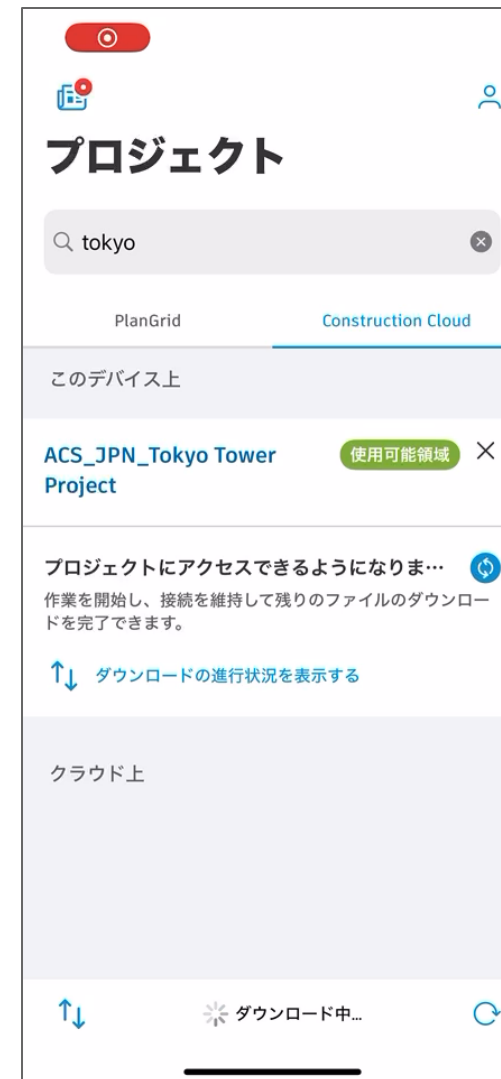 プロジェクト
tokyo
PlanGrid
Construction Cloud
このデバイス上
ACS_JPN_Tokyo Tower
Project
使用可能領域
プロジェクトにアクセスできるようになりま…
作業を開始し、接続を維持して残りのファイルのダウンロー
ドを完了できます。
ダウンロードの進行状況を表示する
クラウド上
ダウンロード中...